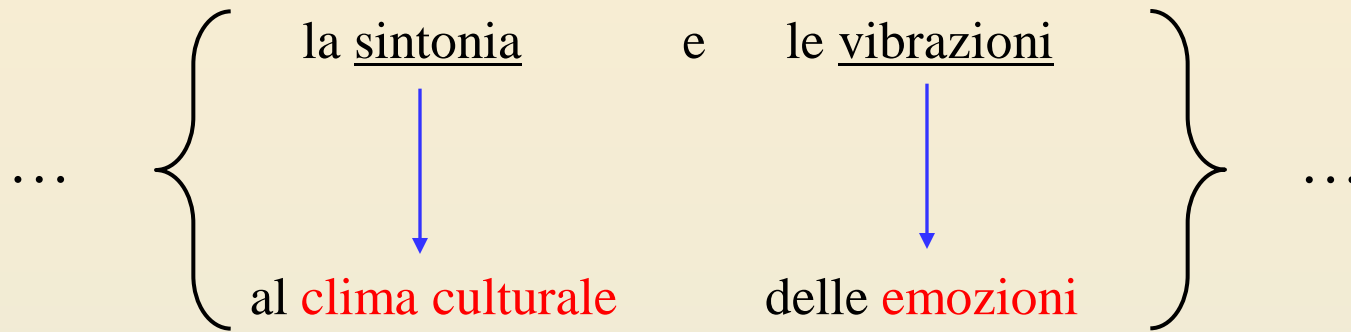 la sintonia e le vibrazioni
… …
al clima culturale delle emozioni